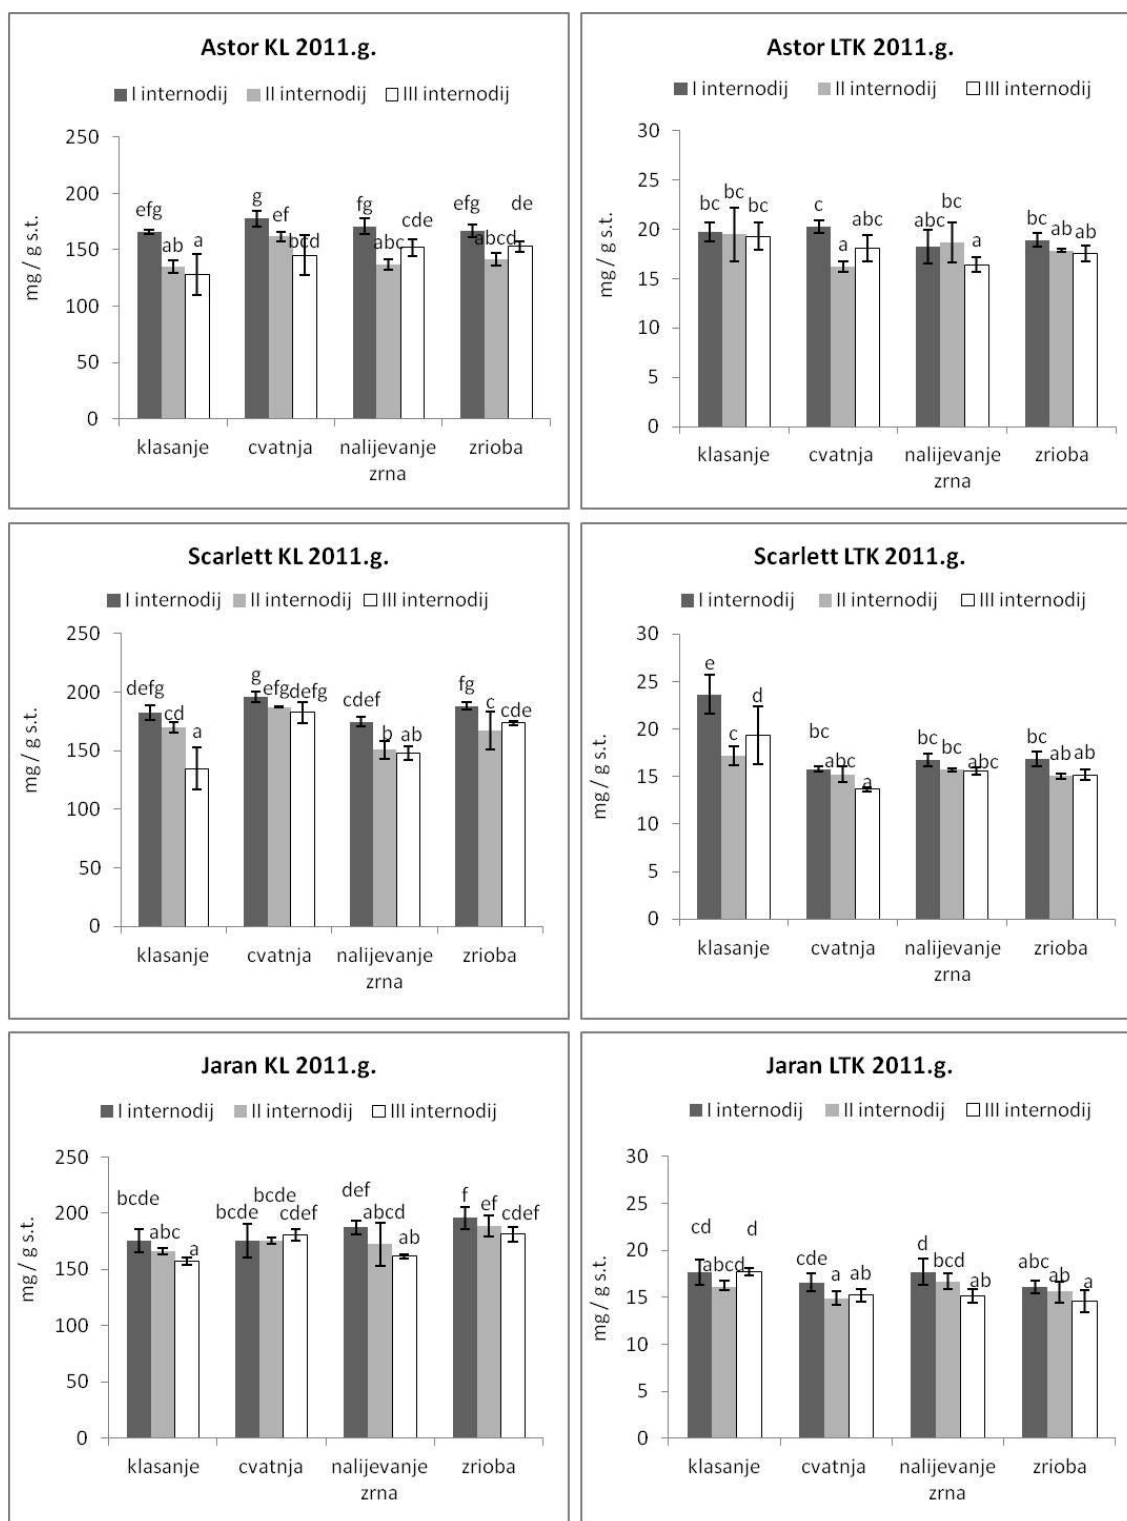 Astor KL 2011.g.
I internodij II internodij III internodij
mg / g s.t.
250
200
150
100
50
0
efg ab a
g ef bcd
fg abc cde
efg abcd de
klasanje cvatnja nalijevanje zrioba
zrna
Astor LTK 2011.g.
I internodij II internodij III internodij
mg / g s.t.
30
25
20
15
10
5
0
bc bc bc
c a abc
abc bc a
bc ab ab
klasanje cvatnja nalijevanje zrioba
zrna
Scarlett KL 2011.g.
I internodij II internodij III internodij
mg / g s.t.
250
200
150
100
50
0
defg cd a
g efg defg
cdef b ab
fg c cde
klasanje cvatnja nalijevanje zrioba
zrna
Scarlett LTK 2011.g.
I internodij II internodij III internodij
mg / g s.t.
30
25
20
15
10
5
0
e c d
bc abc a
bc bc abc
bc ab ab
klasanje cvatnja nalijevanje zrioba
zrna
Jaran KL 2011.g.
I internodij II internodij III internodij
mg / g s.t.
250
200
150
100
50
0
bcde abc a
bcde bcde cdef
def abcd ab
f ef cdef
klasanje cvatnja nalijevanje zrioba
zrna
Jaran LTK 2011.g.
I internodij II internodij III internodij
mg / g s.t.
30
25
20
15
10
5
0
cd abcd d
cde a ab
d bcd ab
abc ab a
klasanje cvatnja nalijevanje zrioba
zrna